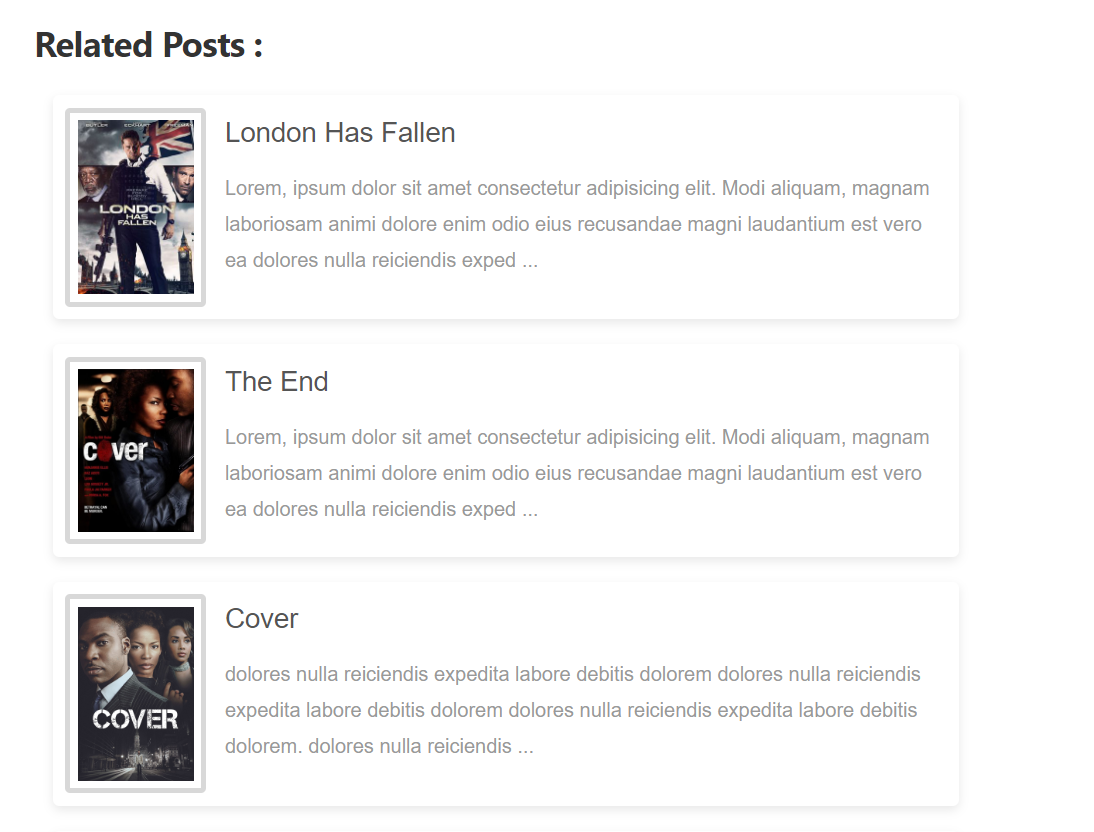 Related Posts :
London Has Fallen
Lorem, ipsum dolor sit amet consectetur adipisicing elit. Modi aliquam, magnam
laboriosam animi dolore enim odio eius recusandae magni laudantium est vero
ea dolores nulla reiciendis exped ...
BUTLER ECKHART FREEMAN
LONDON
HAS
FALLEN
The End
Lorem, ipsum dolor sit amet consectetur adipisicing elit. Modi aliquam, magnam
laboriosam animi dolore enim odio eius recusandae magni laudantium est vero
ea dolores nulla reiciendis exped ...
cover
Cover
dolores nulla reiciendis expedita labore debitis dolorem dolores nulla reiciendis
expedita labore debitis dolorem dolores nulla reiciendis expedita labore debitis
dolorem. dolores nulla reiciendis ...
COVER